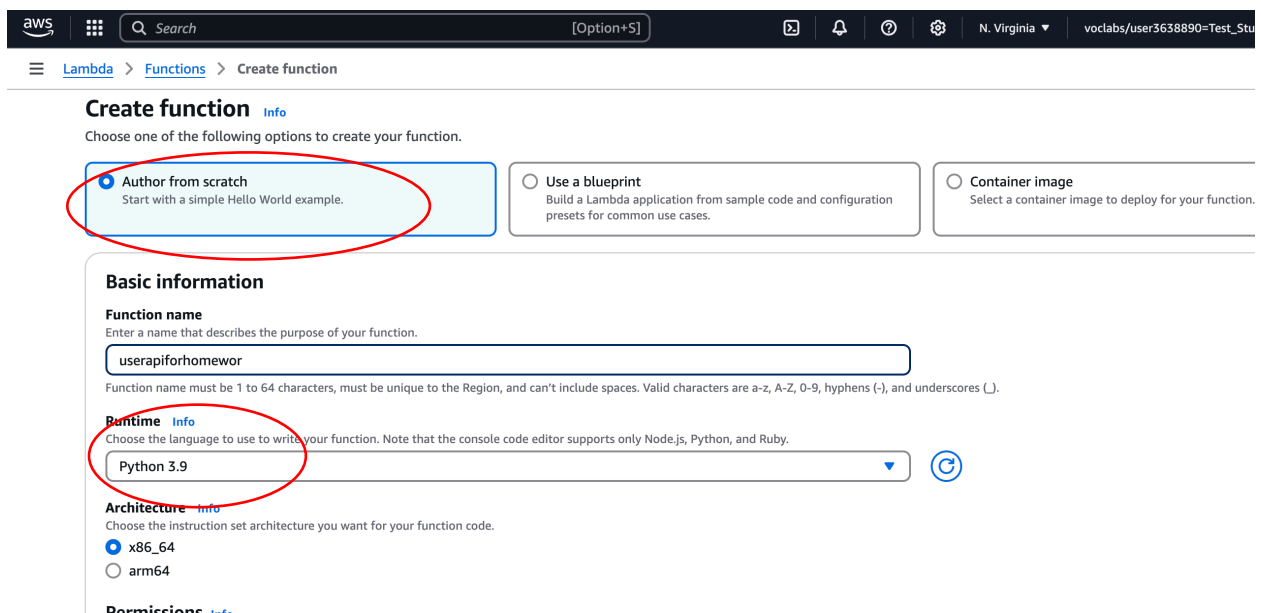 aws
Search [Option+S] N. Virginia voclabs/user3638890=Test_Stu
Lambda > Functions > Create function
Create function Info
Choose one of the following options to create your function.
Author from scratch
Start with a simple Hello World example.
Use a blueprint
Build a Lambda application from sample code and configuration
presets for common use cases.
Container image
Select a container image to deploy for your function.
Basic information
Function name
Enter a name that describes the purpose of your function.
userapiforhomewor
Function name must be 1 to 64 characters, must be unique to the Region, and can't include spaces. Valid characters are a-z, A-Z, 0-9, hyphens (-), and underscores (_).
Runtime Info
Choose the language to use to write your function. Note that the console code editor supports only Node.js, Python, and Ruby.
Python 3.9
Architecture Info
Choose the instruction set architecture you want for your function code.
x86_64
arm64
Permissions Info